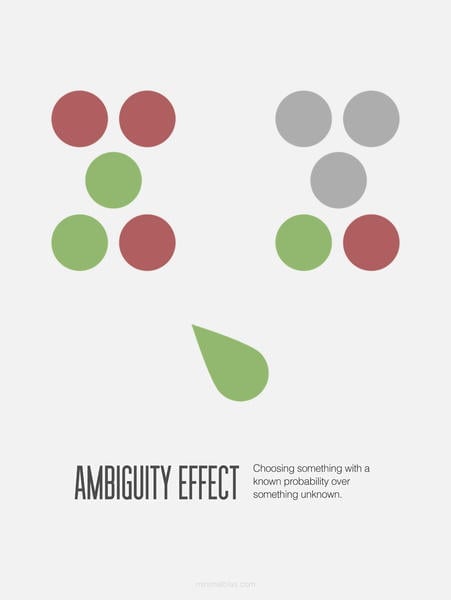 AMBIGUITY EFFECT
Choosing something with a
known probability over
something unknown.
minimalbias.com